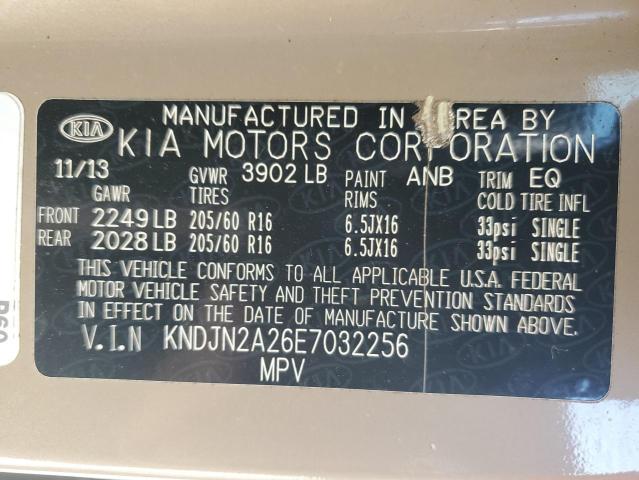 MANUFACTURED IN KOREA BY
KIA KIA MOTORS CORPORATION
11/13 GVWR 3902 LB PAINT ANB TRIM EQ
GAWR TIRES RIMS COLD TIRE INFL
FRONT 2249 LB 205/60 R16 6.5JX16 33psi SINGLE
REAR 2028 LB 205/60 R16 6.5JX16 33psi SINGLE
THIS VEHICLE CONFORMS TO ALL APPLICABLE U.S.A. FEDERAL
MOTOR VEHICLE SAFETY AND THEFT PREVENTION STANDARDS
IN EFFECT ON THE DATE OF MANUFACTURE SHOWN ABOVE.
V.I.N KNDJN2A26E7032256
MPV